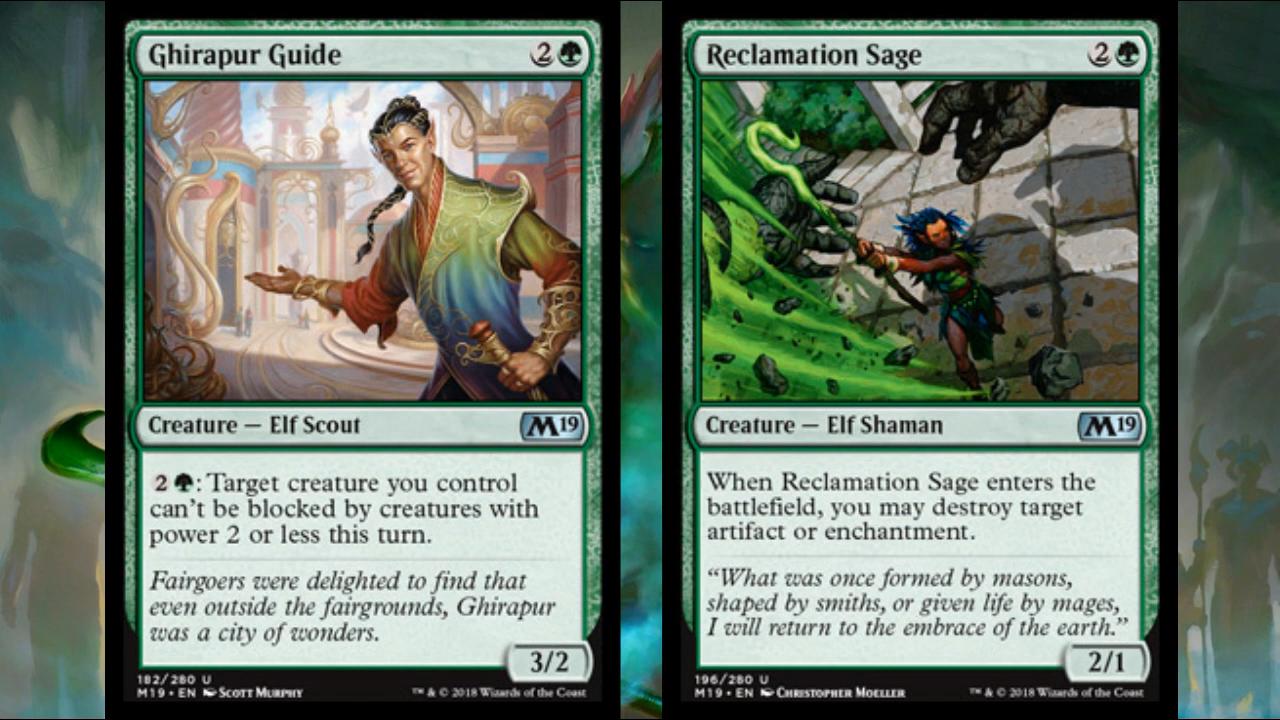 Ghirapur Guide 2
Creature — Elf Scout M19
2 : Target creature you control
can't be blocked by creatures with
power 2 or less this turn.
Fairgoers were delighted to find that
even outside the fairgrounds, Ghirapur
was a city of wonders.
3/2
182/280 U
M19 • EN Scott Murphy ™ & © 2018 Wizards of the Coast
Reclamation Sage 2
Creature — Elf Shaman M19
When Reclamation Sage enters the
battlefield, you may destroy target
artifact or enchantment.
“What was once formed by masons,
shaped by smiths, or given life by mages,
I will return to the embrace of the earth.”
2/1
196/280 U
M19 • EN Christopher Moeller ™ & © 2018 Wizards of the Coast